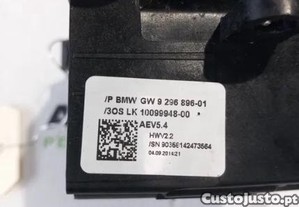 /P BMW GW 9 296 896-01
/3OS LK 10099948-00
AEV5.4
HWV2.2
/SN 90356142473564
04.09.2014 21
CustoJusto.pt